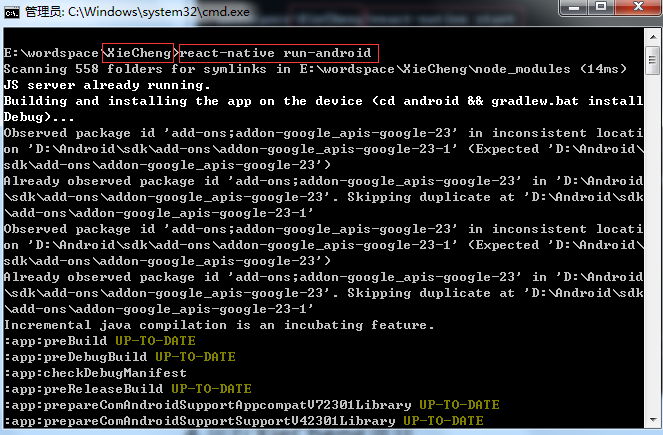 管理员: C:\Windows\system32\cmd.exe
E:\wordspace\XieCheng>react-native run-android
Scanning 558 folders for symlinks in E:\wordspace\XieCheng\node_modules (14ms)
JS server already running.
Building and installing the app on the device (cd android && gradlew.bat install
Debug)...
Observed package id 'add-ons;addon-google_apis-google-23' in inconsistent locati
on 'D:\Android\sdk\add-ons\addon-google_apis-google-23-1' (Expected 'D:\Android\
sdk\add-ons\addon-google_apis-google-23')
Already observed package id 'add-ons;addon-google_apis-google-23' in 'D:\Android
\sdk\add-ons\addon-google_apis-google-23'. Skipping duplicate at 'D:\Android\sdk
\add-ons\addon-google_apis-google-23-1'
Observed package id 'add-ons;addon-google_apis-google-23' in inconsistent locati
on 'D:\Android\sdk\add-ons\addon-google_apis-google-23-1' (Expected 'D:\Android\
sdk\add-ons\addon-google_apis-google-23')
Already observed package id 'add-ons;addon-google_apis-google-23' in 'D:\Android
\sdk\add-ons\addon-google_apis-google-23'. Skipping duplicate at 'D:\Android\sdk
\add-ons\addon-google_apis-google-23-1'
Incremental java compilation is an incubating feature.
:app:preBuild UP-TO-DATE
:app:preDebugBuild UP-TO-DATE
:app:checkDebugManifest
:app:preReleaseBuild UP-TO-DATE
:app:prepareComAndroidSupportAppcompatV72301Library UP-TO-DATE
:app:prepareComAndroidSupportSupportV42301Library UP-TO-DATE